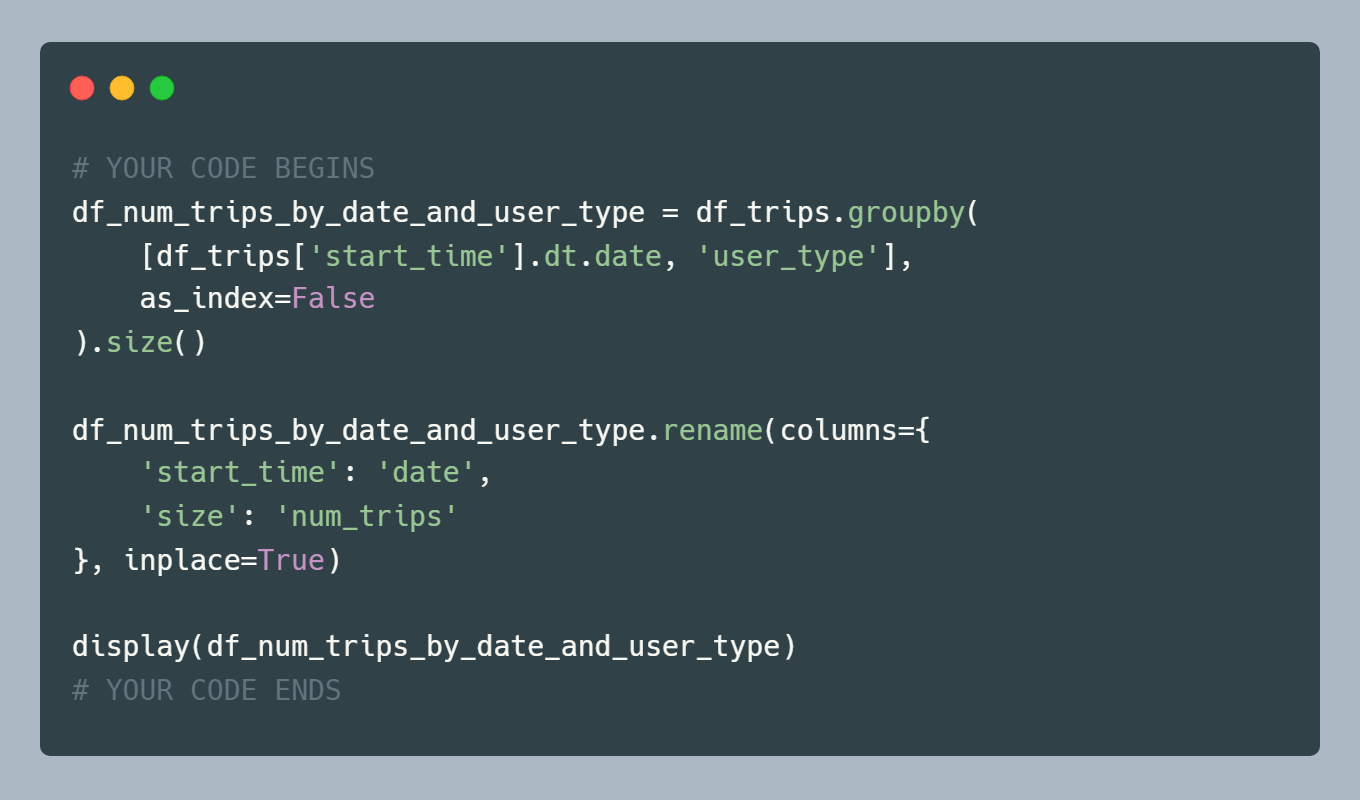 # YOUR CODE BEGINS
df_num_trips_by_date_and_user_type = df_trips.groupby(
    [df_trips['start_time'].dt.date, 'user_type'],
    as_index=False
).size()

df_num_trips_by_date_and_user_type.rename(columns={
    'start_time': 'date',
    'size': 'num_trips'
}, inplace=True)

display(df_num_trips_by_date_and_user_type)
# YOUR CODE ENDS